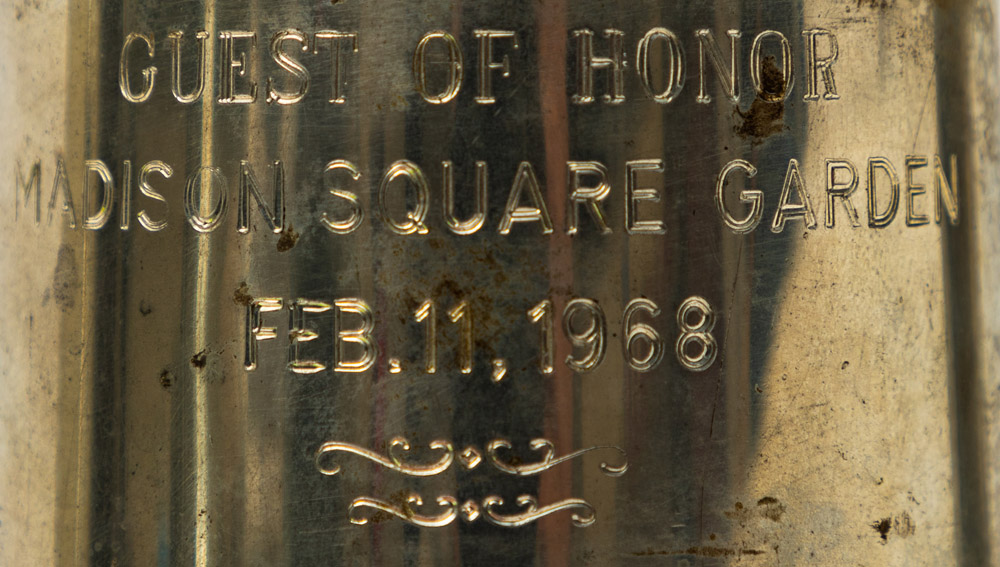 GUEST OF HONOR
MADISON SQUARE GARDEN
FEB. 11, 1968